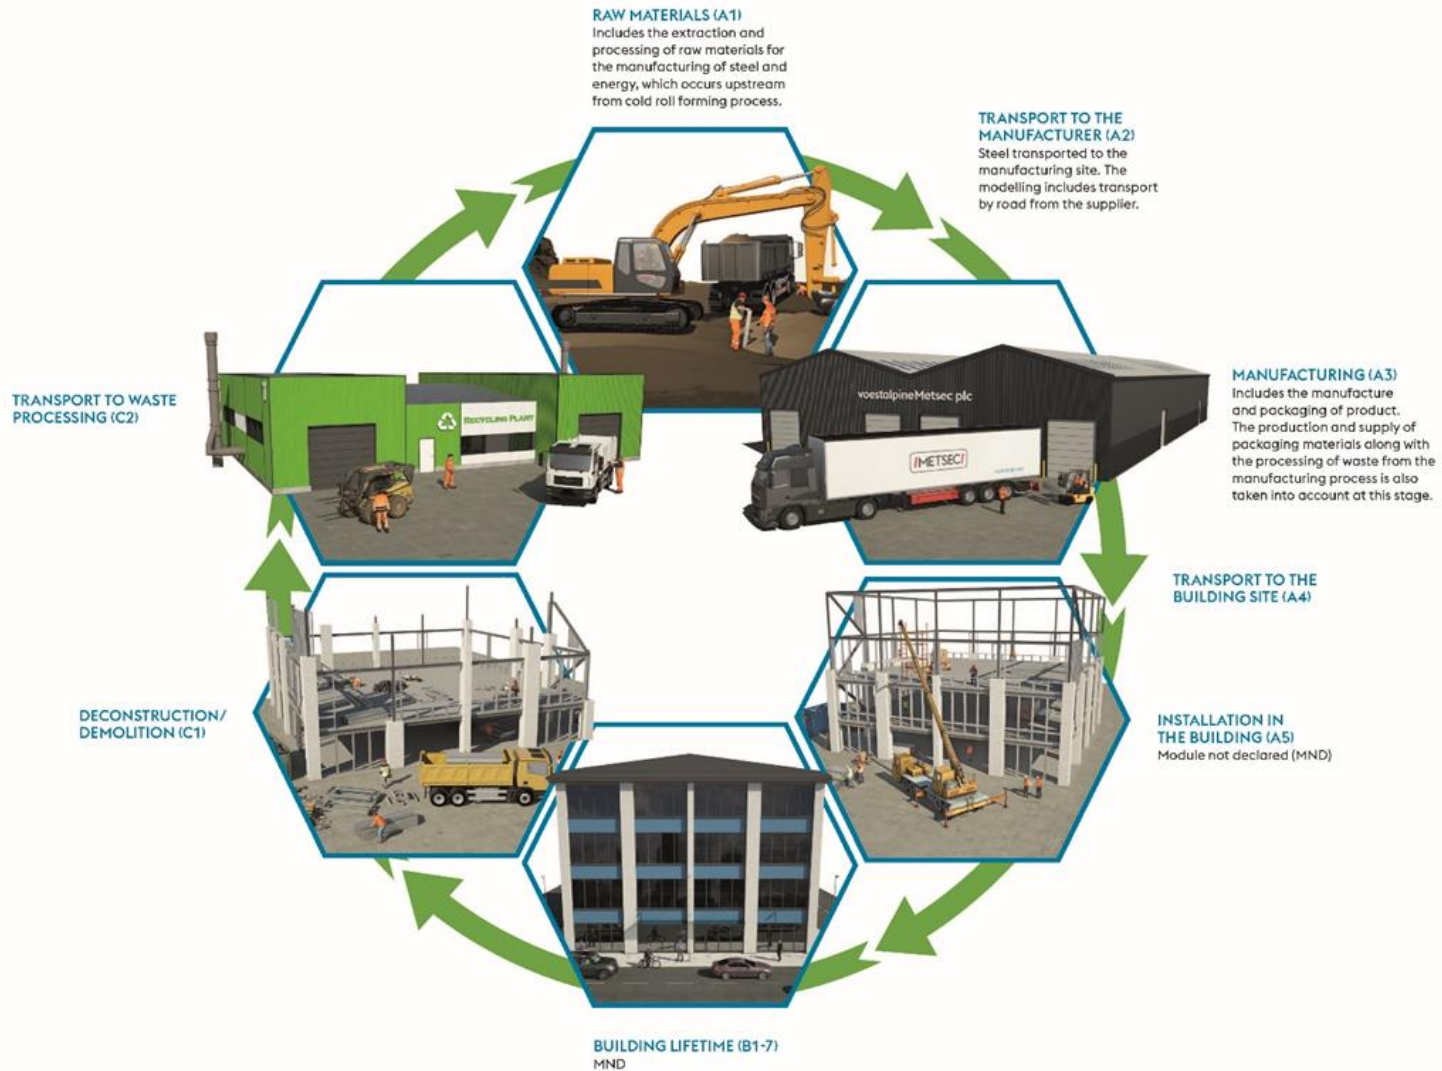 RAW MATERIALS (A1)
Includes the extraction and
processing of raw materials for
the manufacturing of steel and
energy, which occurs upstream
from cold roll forming process.
TRANSPORT TO THE
MANUFACTURER (A2)
Steel transported to the
manufacturing site. The
modelling includes transport
by road from the supplier.
MANUFACTURING (A3)
Includes the manufacture
and packaging of product.
The production and supply of
packaging materials along with
the processing of waste from the
manufacturing process is also
taken into account at this stage.
voestalpine Metsec plc
/METSEC/
TRANSPORT TO THE
BUILDING SITE (A4)
INSTALLATION IN
THE BUILDING (A5)
Module not declared (MND)
BUILDING LIFETIME (B1-7)
MND
DECONSTRUCTION/
DEMOLITION (C1)
TRANSPORT TO WASTE
PROCESSING (C2)
RECYCLING PLANT